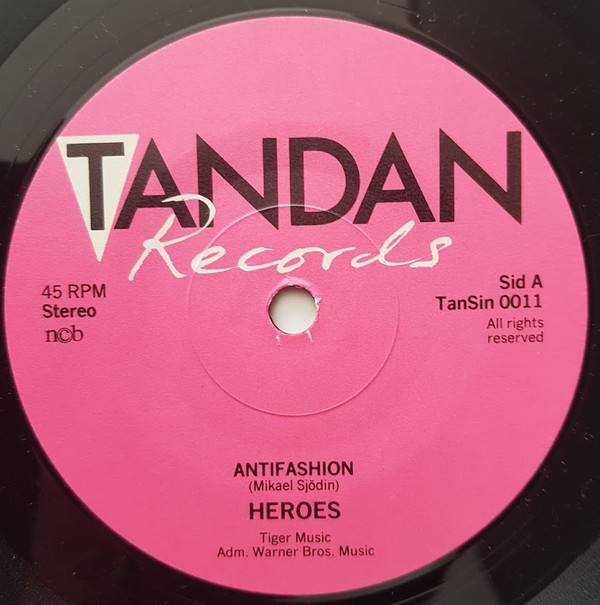 TANDAN
Records
45 RPM
Stereo
n©b
Sid A
TanSin 0011
All rights
reserved
ANTIFASHION
(Mikael Sjödin)
HEROES
Tiger Music
Adm. Warner Bros. Music